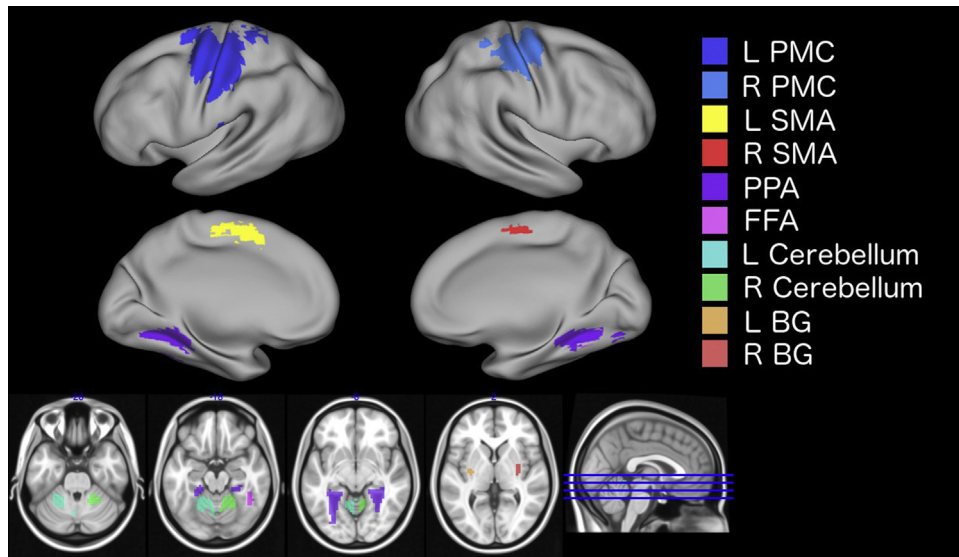 L PMC
R PMC
L SMA
R SMA
PPA
FFA
L Cerebellum
R Cerebellum
L BG
R BG